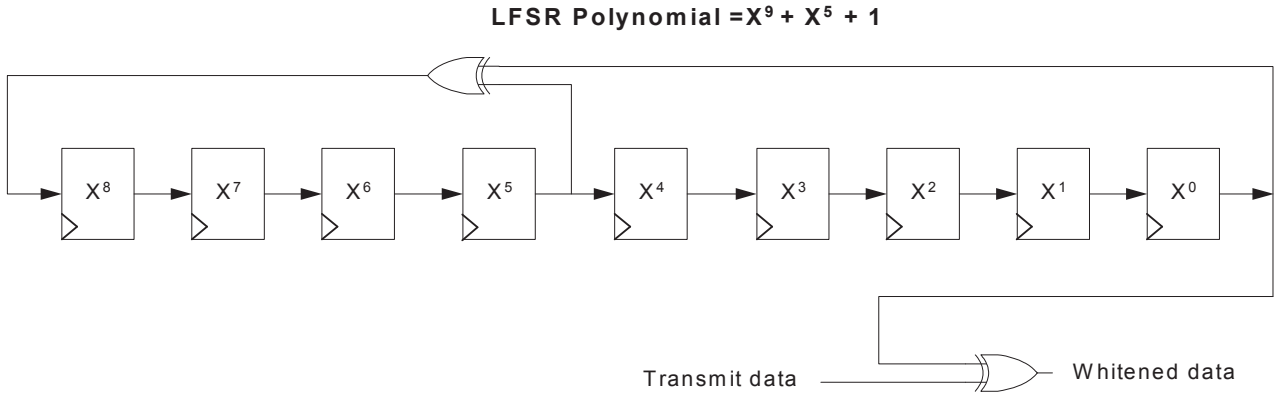 LFSR Polynomial =X⁹ + X⁵ + 1
X⁸ X⁷ X⁶ X⁵ X⁴ X³ X² X¹ X⁰
Transmit data
Whitened data